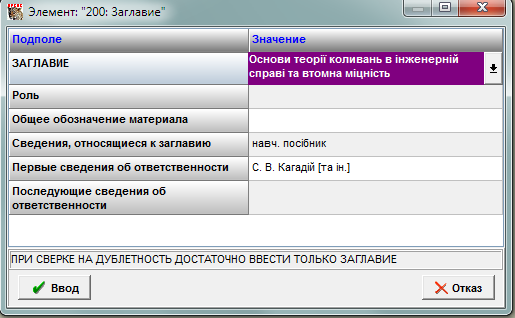 Элемент: "200: Заглавие"
Подполе Значение
ЗАГЛАВИЕ Основи теорії коливань в інженерній
справі та втомна міцність
Роль
Общее обозначение материала
Сведения, относящиеся к заглавию навч. посібник
Первые сведения об ответственности С. В. Кагадій [та ін.]
Последующие сведения об
ответственности
ПРИ СВЕРКЕ НА ДУБЛЕТНОСТЬ ДОСТАТОЧНО ВВЕСТИ ТОЛЬКО ЗАГЛАВИЕ
Ввод Отказ